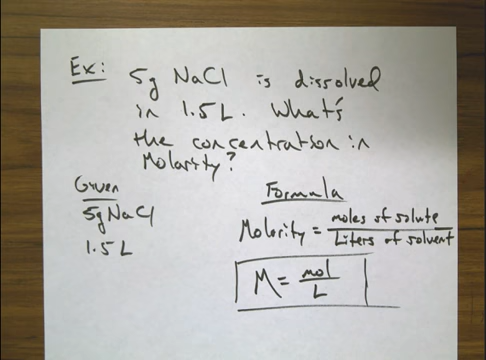 Ex: 5g NaCl is dissolved
in 1.5L. What's
the concentration in
Molarity?
Given
5g NaCl
1.5L
Formula
Molarity = moles of solute / Liters of solvent
M = mol / L